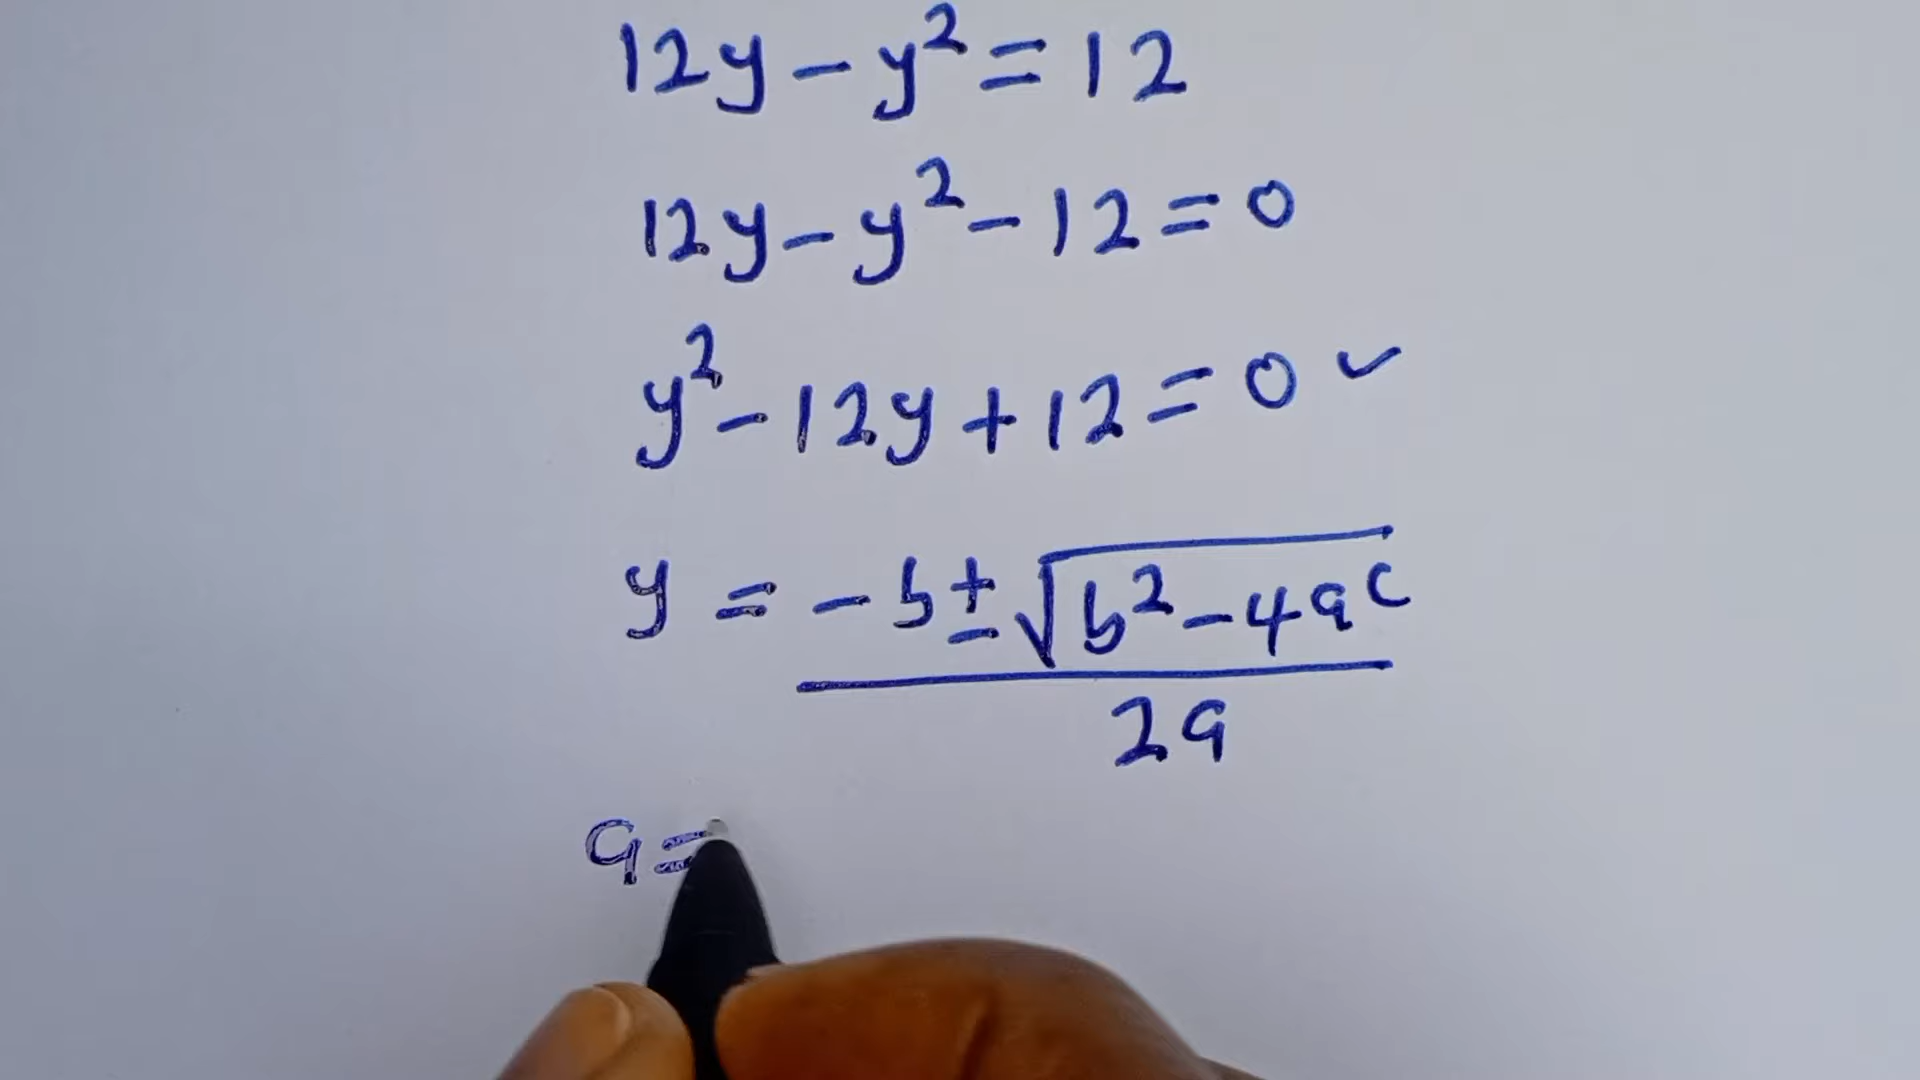 12y - y² = 12
12y - y² - 12 = 0
y² - 12y + 12 = 0 ✓
y = -b ± √(b² - 4ac) / 2a
a =